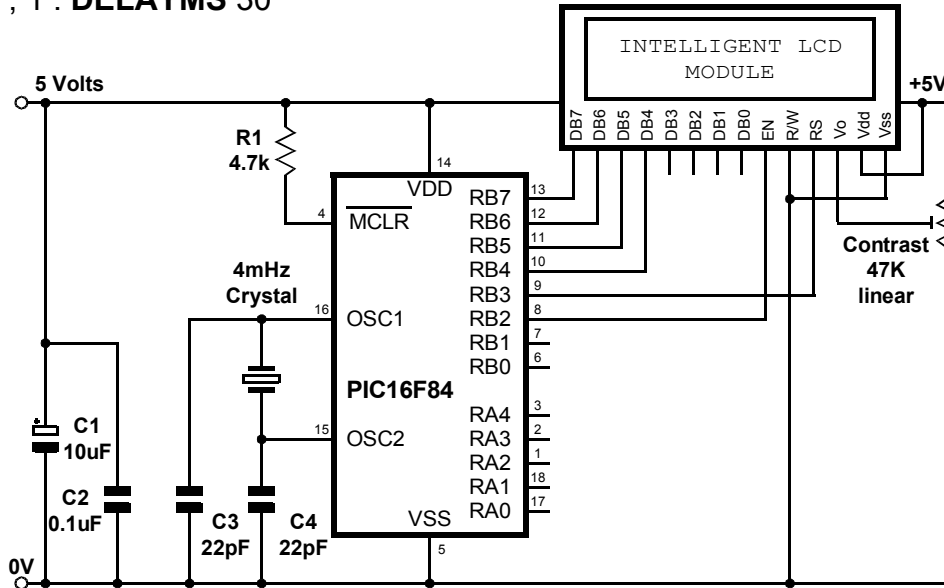 ; 1 : DELAYMS 50
INTELLIGENT LCD
MODULE
5 Volts
+5V
DB7
DB6
DB5
DB4
DB3
DB2
DB1
DB0
EN
R/W
RS
Vo
Vdd
Vss
R1
4.7k
14
VDD
4
MCLR
RB7
13
RB6
12
RB5
11
RB4
10
RB3
9
RB2
8
RB1
7
RB0
6
Contrast
47K
linear
4mHz
Crystal
16
OSC1
PIC16F84
15
OSC2
RA4
3
RA3
2
RA2
1
RA1
18
RA0
17
+
C1
10uF
C2
0.1uF
C3
22pF
C4
22pF
VSS
5
0V